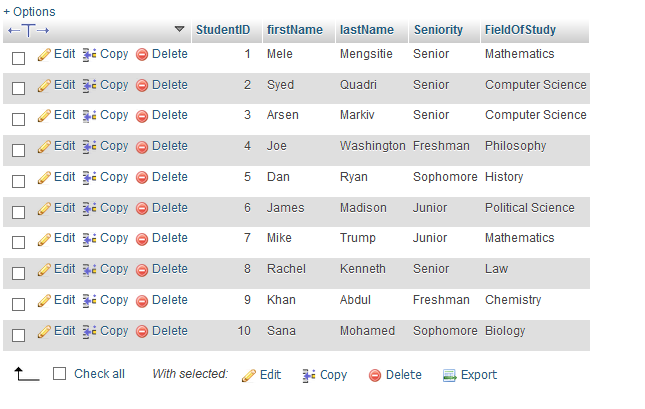 + Options
←T→ StudentID firstName lastName Seniority FieldOfStudy
Edit Copy Delete 1 Mele Mengsitie Senior Mathematics
Edit Copy Delete 2 Syed Quadri Senior Computer Science
Edit Copy Delete 3 Arsen Markiv Senior Computer Science
Edit Copy Delete 4 Joe Washington Freshman Philosophy
Edit Copy Delete 5 Dan Ryan Sophomore History
Edit Copy Delete 6 James Madison Junior Political Science
Edit Copy Delete 7 Mike Trump Junior Mathematics
Edit Copy Delete 8 Rachel Kenneth Senior Law
Edit Copy Delete 9 Khan Abdul Freshman Chemistry
Edit Copy Delete 10 Sana Mohamed Sophomore Biology
Check all With selected: Edit Copy Delete Export